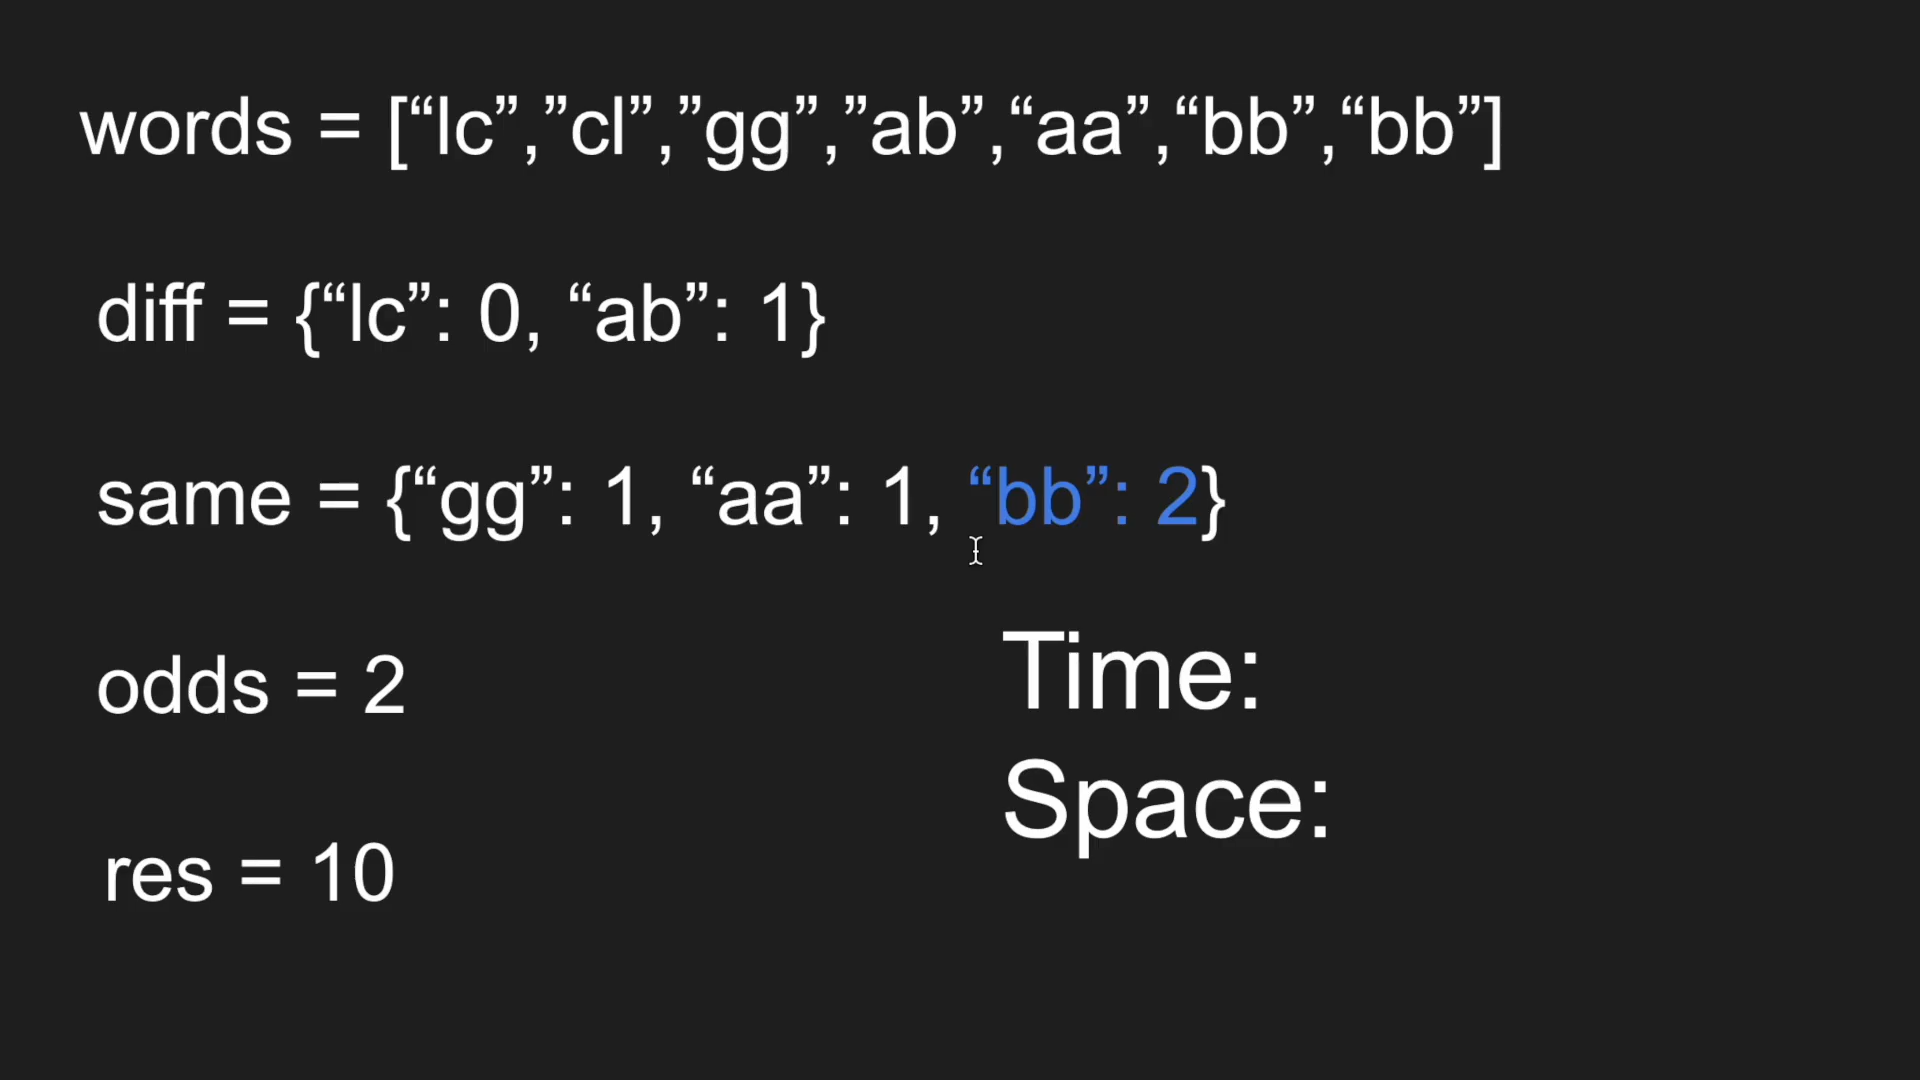 words = [“lc”,”cl”,”gg”,”ab”,“aa”,“bb”,“bb”]
diff = {“lc”: 0, “ab”: 1}
same = {“gg”: 1, “aa”: 1, “bb”: 2}
odds = 2
Time:
Space:
res = 10